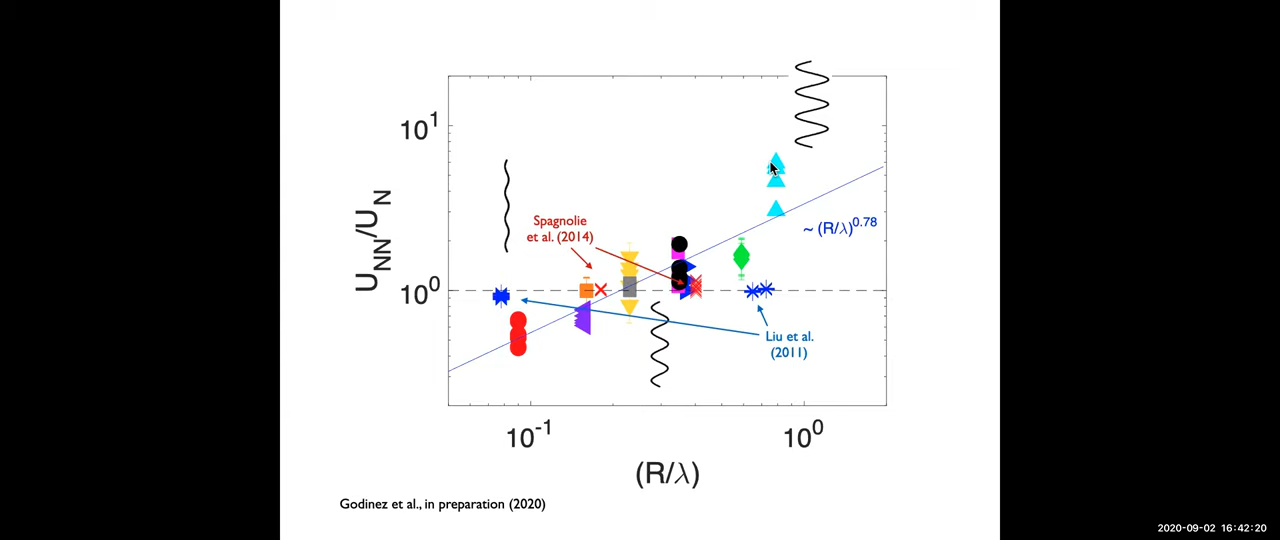 10^1
10^0
U_NN/U_N
Spagnolie
et al. (2014)
~ (R/λ)^0.78
Liu et al.
(2011)
10^-1
10^0
(R/λ)
Godinez et al., in preparation (2020)
2020-09-02 16:42:20